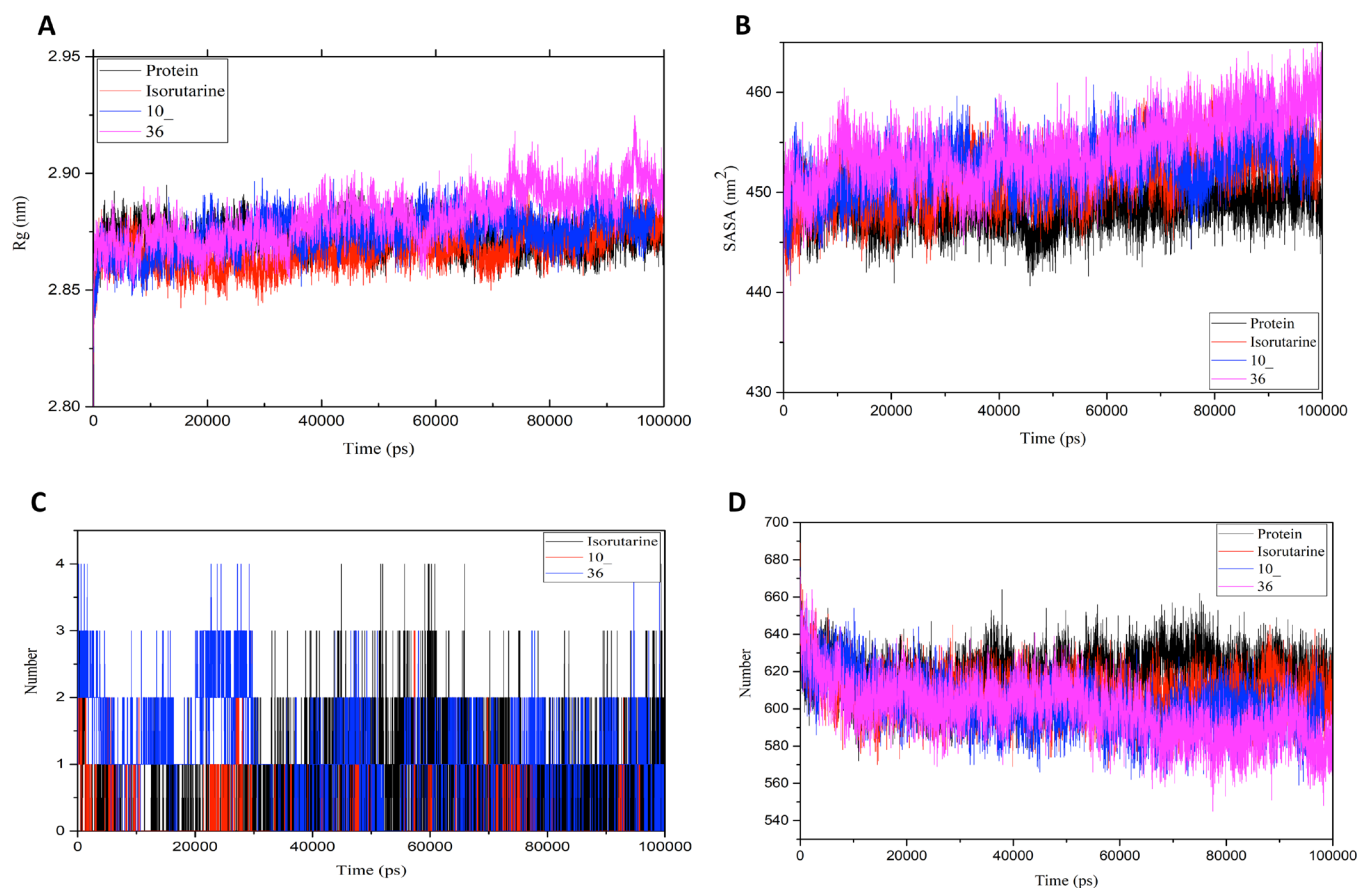 A
2.95
2.90
2.85
2.80
Rg (nm)
Protein
Isorutarine
10_
36
0 20000 40000 60000 80000 100000
Time (ps)
B
460
450
440
430
SASA (nm2)
Protein
Isorutarine
10_
36
0 20000 40000 60000 80000 100000
Time (ps)
C
4
3
2
1
0
Number
Isorutarine
10_
36
0 20000 40000 60000 80000 100000
Time (ps)
D
700
680
660
640
620
600
580
560
540
Number
Protein
Isorutarine
10_
36
0 20000 40000 60000 80000 100000
Time (ps)